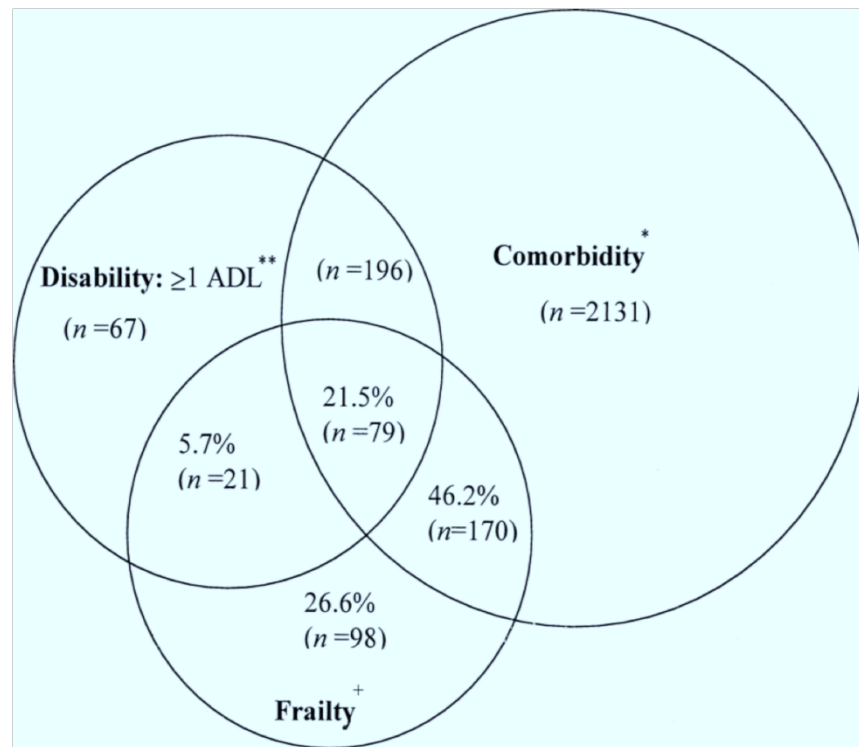 Disability: ≥1 ADL**
(n =67)
(n =196)
Comorbidity*
(n =2131)
5.7%
(n =21)
21.5%
(n =79)
46.2%
(n=170)
26.6%
(n =98)
Frailty+